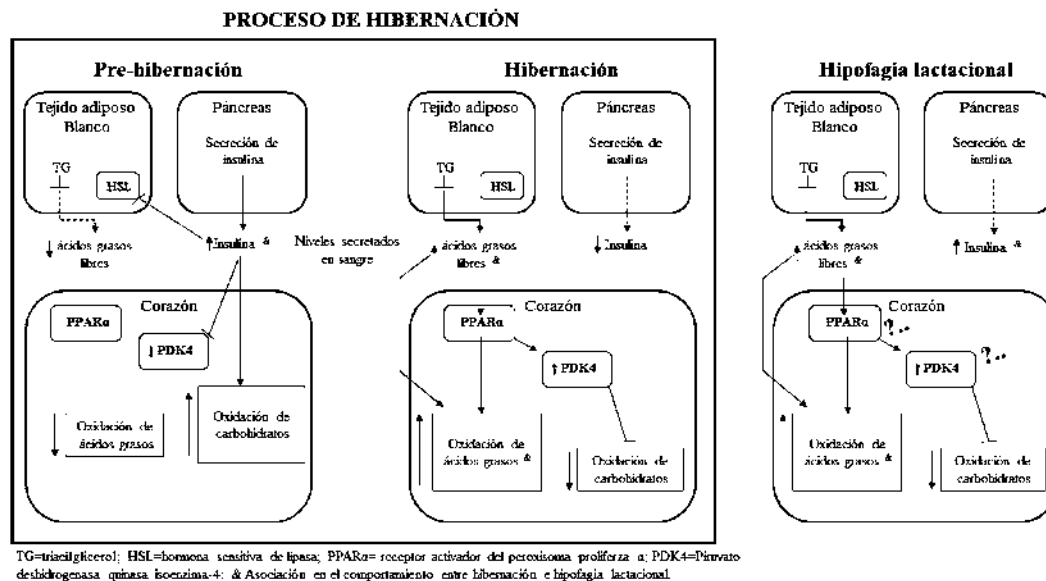 PROCESO DE HIBERNACIÓN
Pre-hibernación
Tejido adiposo
Blanco
TG
HSL
Páncreas
Secreción de
insulina
↓ ácidos grasos
libres
↑Insulina &
Niveles secretados
en sangre
Corazón
PPARα
↓ PDK4
↓ Oxidación de
ácidos grasos
↑ Oxidación de
carbohidratos
Hibernación
Tejido adiposo
Blanco
TG
HSL
Páncreas
Secreción de
insulina
↑ ácidos grasos
libres &
↓ Insulina
Corazón
PPARα
↑ PDK4
↑ Oxidación de
ácidos grasos &
↓ Oxidación de
carbohidratos
Hipofagia lactacional
Tejido adiposo
Blanco
TG
HSL
Páncreas
Secreción de
insulina
ácidos grasos
libres &
↑ Insulina &
Corazón
PPARα
?
↑ PDK4
?
Oxidación de
ácidos grasos &
↓ Oxidación de
carbohidratos
TG=triacilglicerol; HSL=hormona sensitiva de lipasa; PPARα= receptor activador del peroxisoma proliferza α; PDK4=Piruvato
deshidrogenasa quinasa isoenzima-4; & Asociación en el comportamiento entre hibernación e hipofagia lactacional